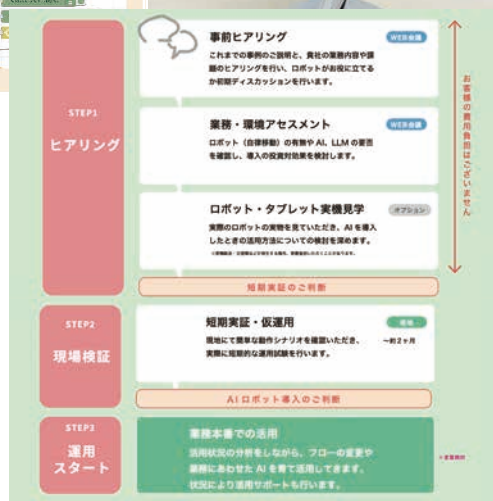 STEP1
ヒアリング
事前ヒアリング
WEB会議
これまでの事例のご説明と、貴社の業務内容や課
題のヒアリングを行い、ロボットがお役に立てる
か初期ディスカッションを行います。
業務・環境アセスメント
WEB会議
ロボット（自律移動）の有無や AI、LLM の要否
を確認し、導入の投資対効果を検討します。
ロボット・タブレット実機見学
オプション
実際のロボットの実物を見ていただき、AI を導入
したときの活用方法についての検討を深めます。
お客様の費用負担はございません
短期実証のご判断
STEP2
現場検証
短期実証・仮運用
現地にて簡単な動作シナリオを確認いただき、
実際に短期的な運用試験を行います。
～約2ヶ月
AI ロボット導入のご判断
STEP3
運用
スタート
業務本番での活用
活用状況の分析をしながら、フローの変更や
業務にあわせた AI を育て活用してきます。
状況により活用サポートも行います。